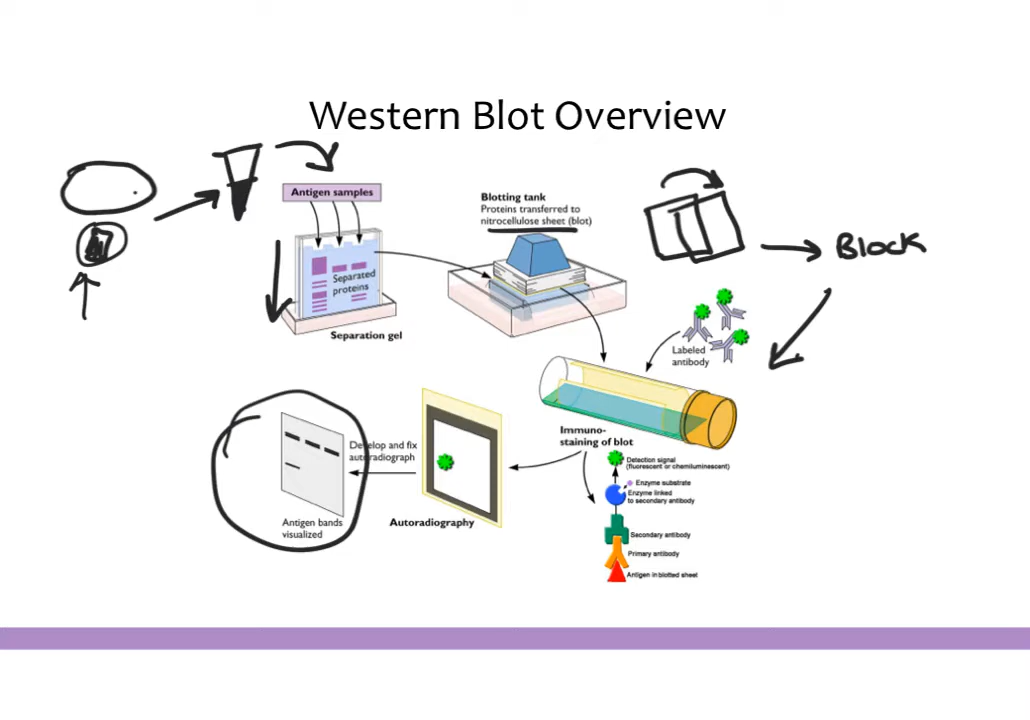 Western Blot Overview
Antigen samples
Separated
proteins
Separation gel
Blotting tank
Proteins transferred to
nitrocellulose sheet (blot)
Block
Labeled
antibody
Immuno-
staining of blot
Detection signal
(fluorescent or chemiluminescent)
Enzyme substrate
Enzyme linked
to secondary antibody
Secondary antibody
Primary antibody
Antigen in blotted sheet
Autoradiography
Develop and fix
autoradiograph
Antigen bands
visualized